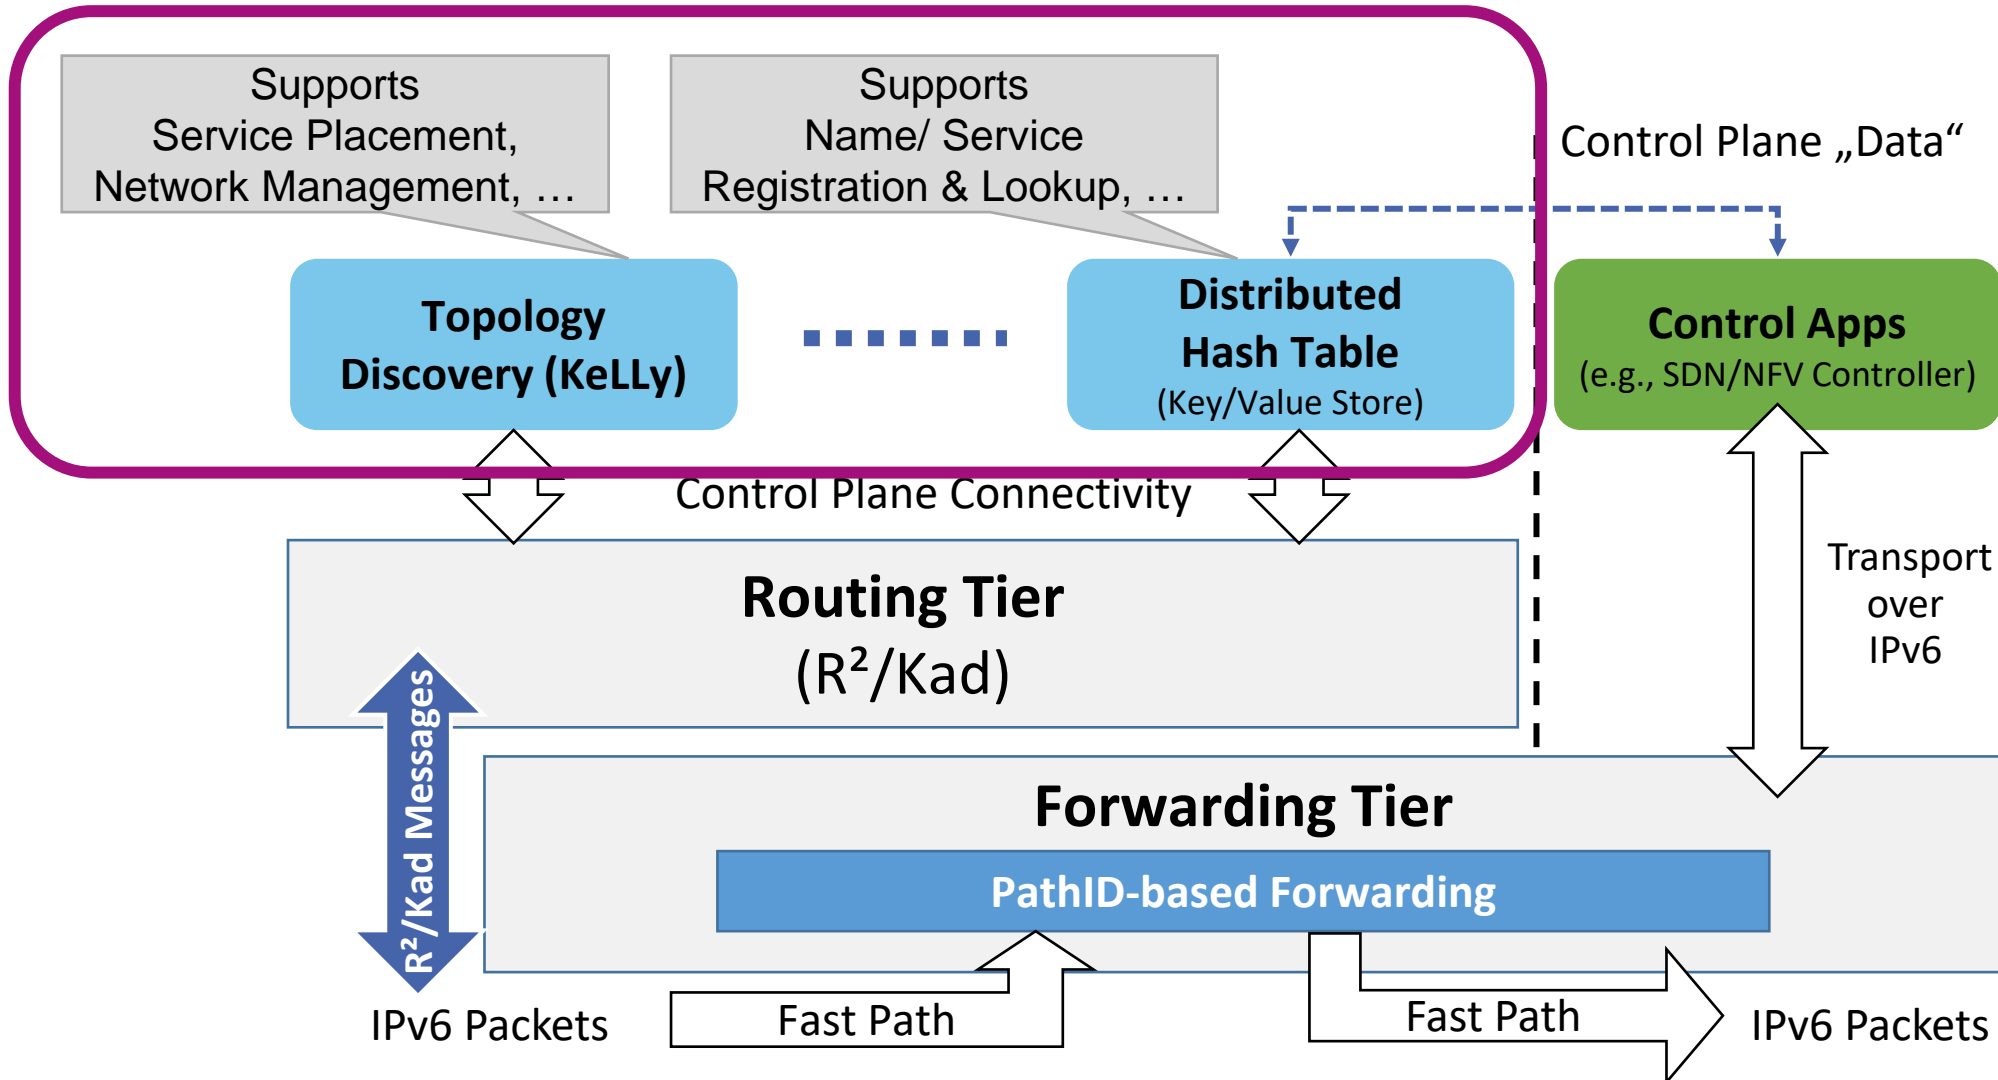 Supports
Service Placement,
Network Management, …
Supports
Name/ Service
Registration & Lookup, …
Control Plane „Data“
Topology
Discovery (KeLLy)
Distributed
Hash Table
(Key/Value Store)
Control Apps
(e.g., SDN/NFV Controller)
Control Plane Connectivity
Routing Tier
(R²/Kad)
Transport
over
IPv6
R²/Kad Messages
Forwarding Tier
PathID-based Forwarding
IPv6 Packets
Fast Path
Fast Path
IPv6 Packets